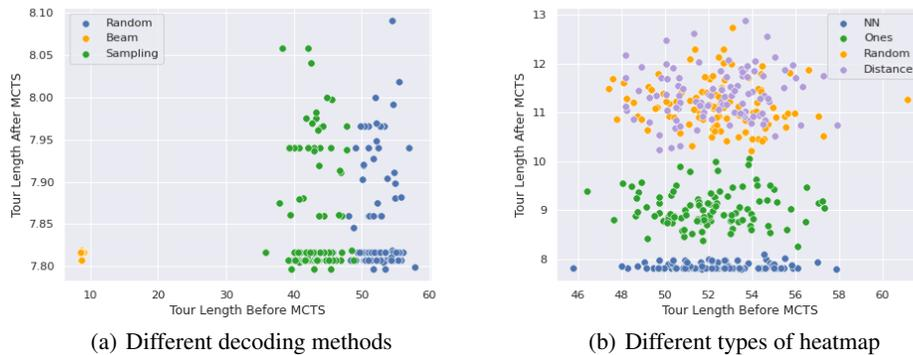 8.10
8.05
8.00
7.95
7.90
7.85
7.80
Tour Length After MCTS
Random
Beam
Sampling
10 20 30 40 50 60
Tour Length Before MCTS
(a) Different decoding methods
13
12
11
10
9
8
Tour Length After MCTS
NN
Ones
Random
Distance
46 48 50 52 54 56 58 60
Tour Length Before MCTS
(b) Different types of heatmap